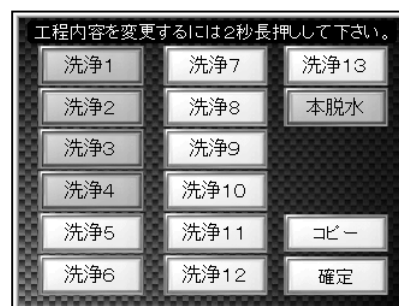 工程内容を変更するには2秒長押しして下さい。
洗浄1
洗浄7
洗浄13
洗浄2
洗浄8
本脱水
洗浄3
洗浄9
洗浄4
洗浄10
洗浄5
洗浄11
コピー
洗浄6
洗浄12
確定